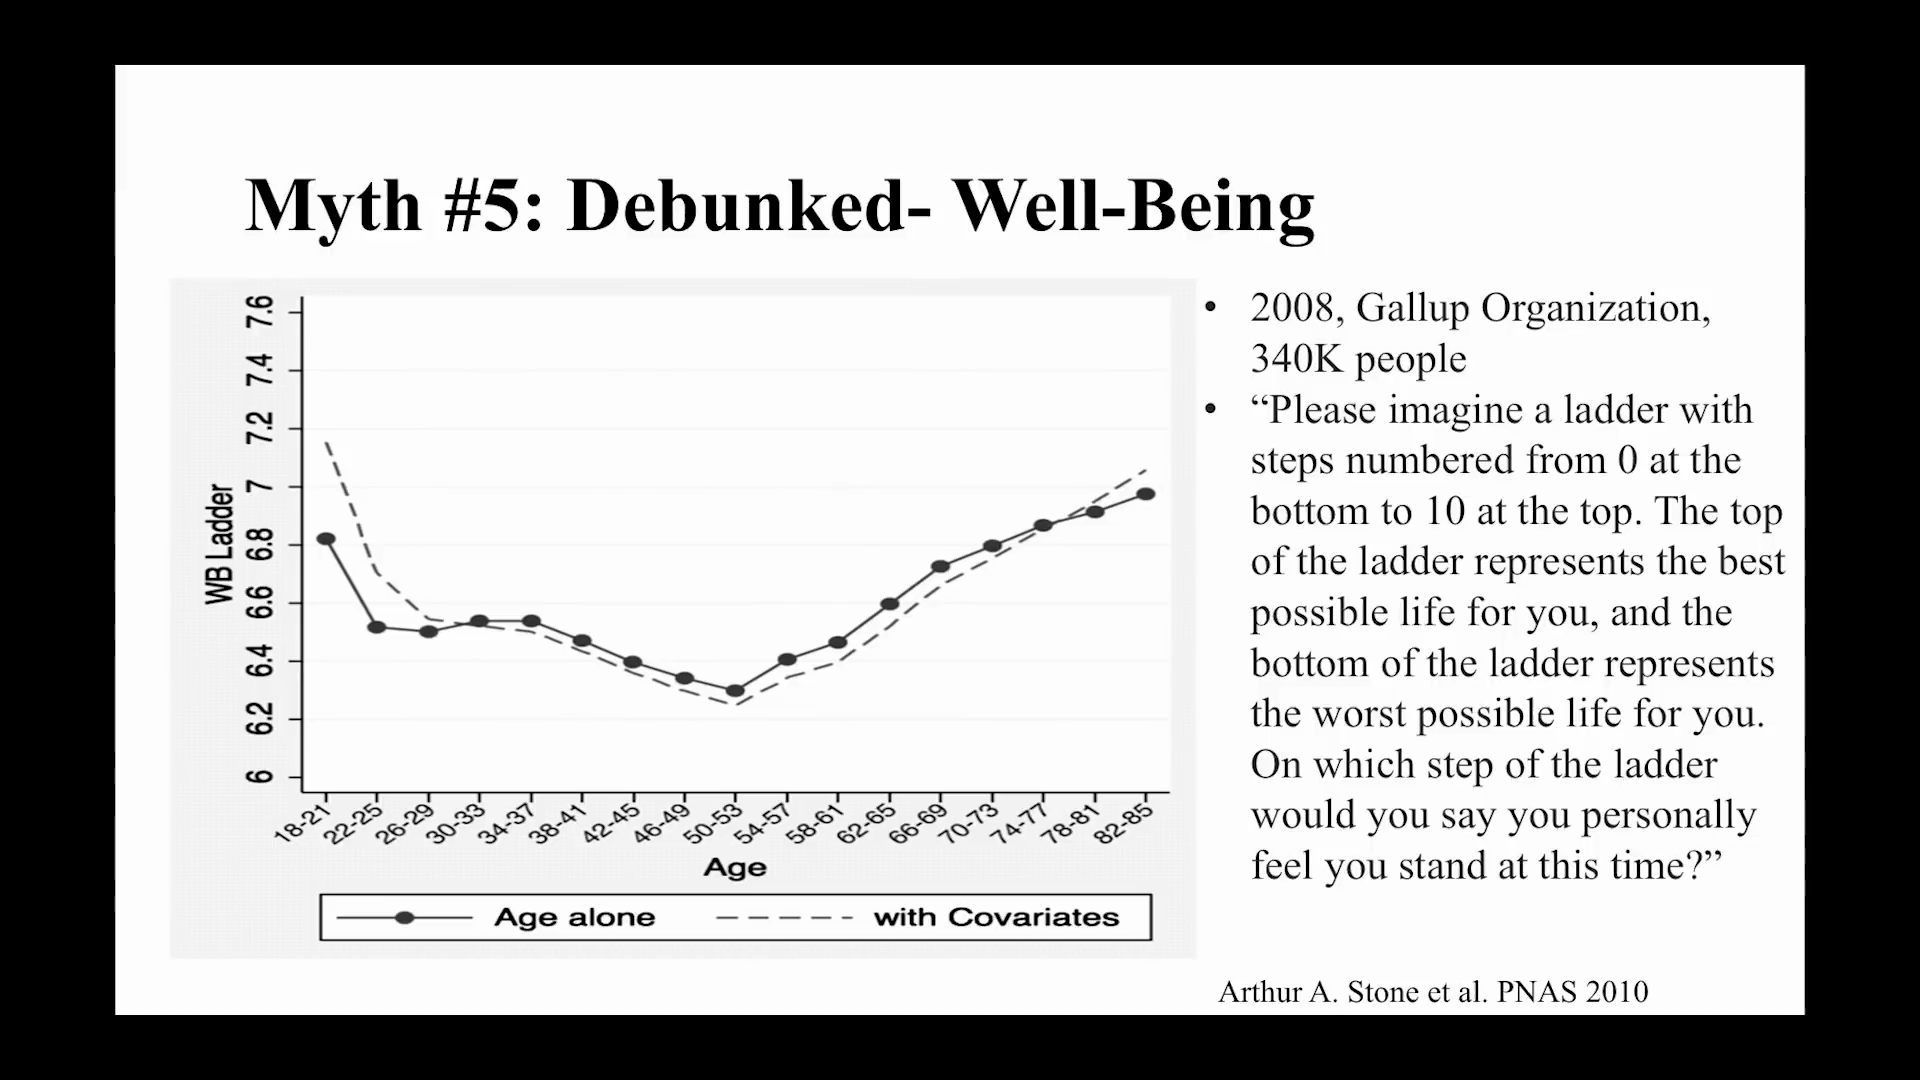 Myth #5: Debunked- Well-Being
7.6
7.4
7.2
7
6.8
6.6
6.4
6.2
6
WB Ladder
18-21
22-25
26-29
30-33
34-37
38-41
42-45
46-49
50-53
54-57
58-61
62-65
66-69
70-73
74-77
78-81
82-85
Age
Age alone
with Covariates
• 2008, Gallup Organization,
340K people
• “Please imagine a ladder with
steps numbered from 0 at the
bottom to 10 at the top. The top
of the ladder represents the best
possible life for you, and the
bottom of the ladder represents
the worst possible life for you.
On which step of the ladder
would you say you personally
feel you stand at this time?”
Arthur A. Stone et al. PNAS 2010